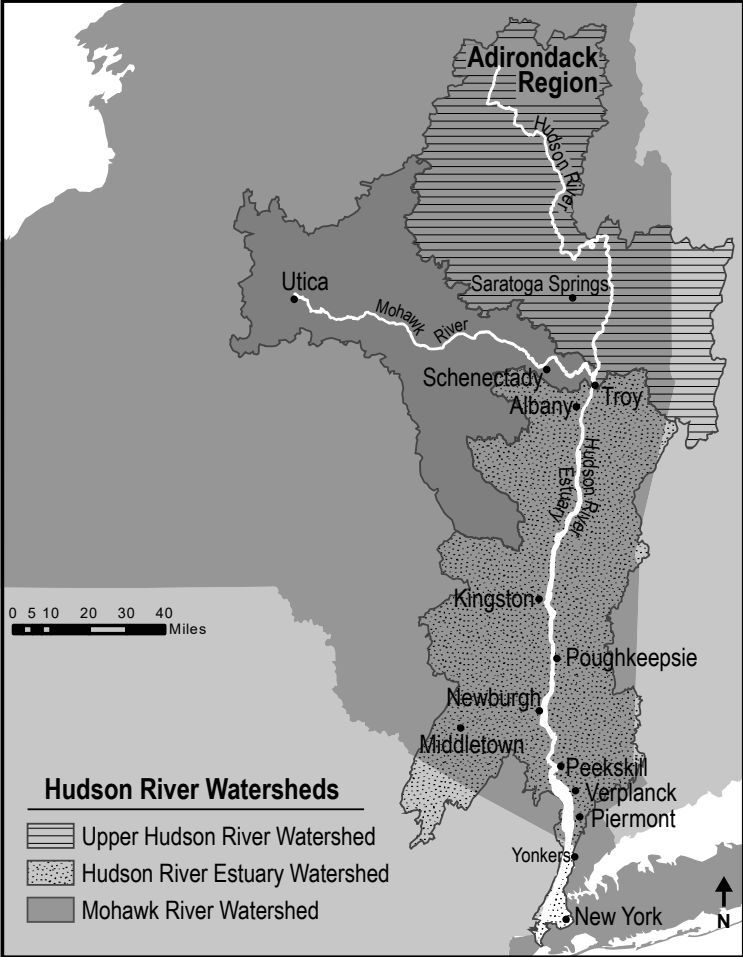 Adirondack
Region
Hudson River
Utica
Saratoga Springs
Mohawk
River
Schenectady
Troy
Albany
Hudson River
Estuary
0 5 10 20 30 40
Miles
Kingston
Poughkeepsie
Newburgh
Middletown
Peekskill
Verplanck
Piermont
Yonkers
New York
N
Hudson River Watersheds
Upper Hudson River Watershed
Hudson River Estuary Watershed
Mohawk River Watershed